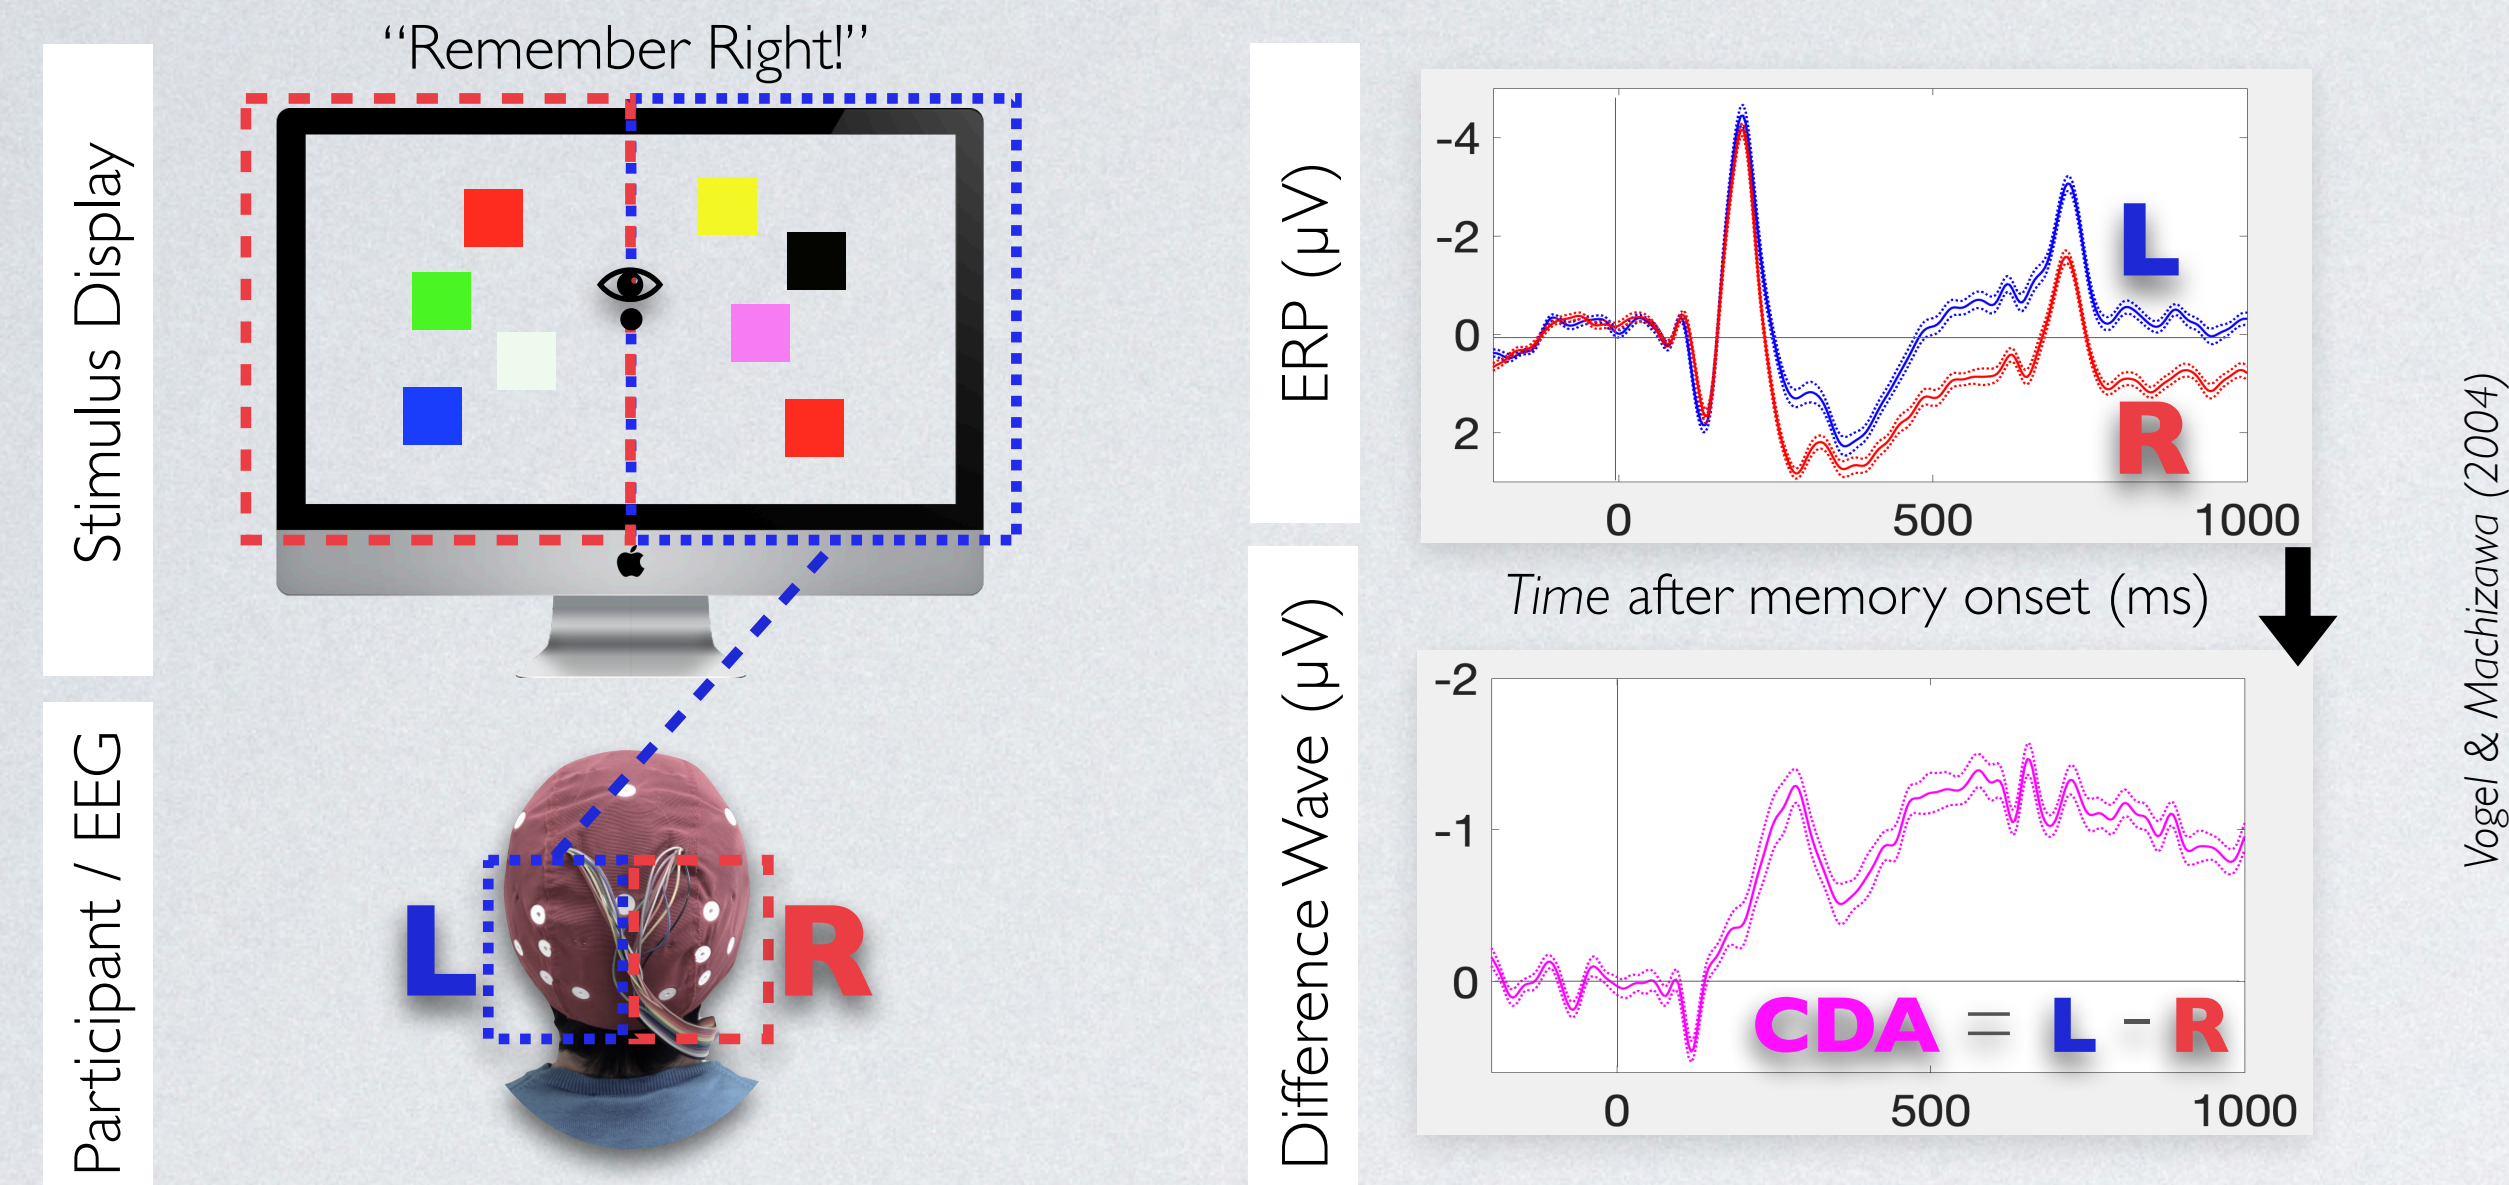 “Remember Right!”
Stimulus Display
Participant / EEG
L
R
ERP (μV)
-4
-2
0
2
L
R
0 500 1000
Time after memory onset (ms)
Difference Wave (μV)
-2
-1
0
CDA = L - R
0 500 1000
Vogel & Machizawa (2004)